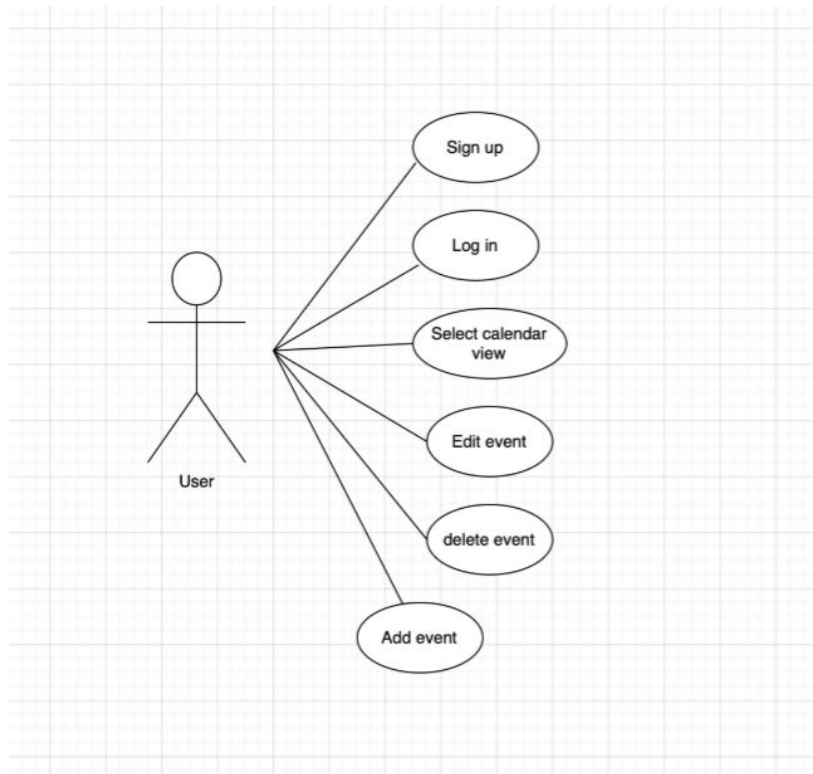 Sign up
Log in
Select calendar
view
Edit event
User
delete event
Add event